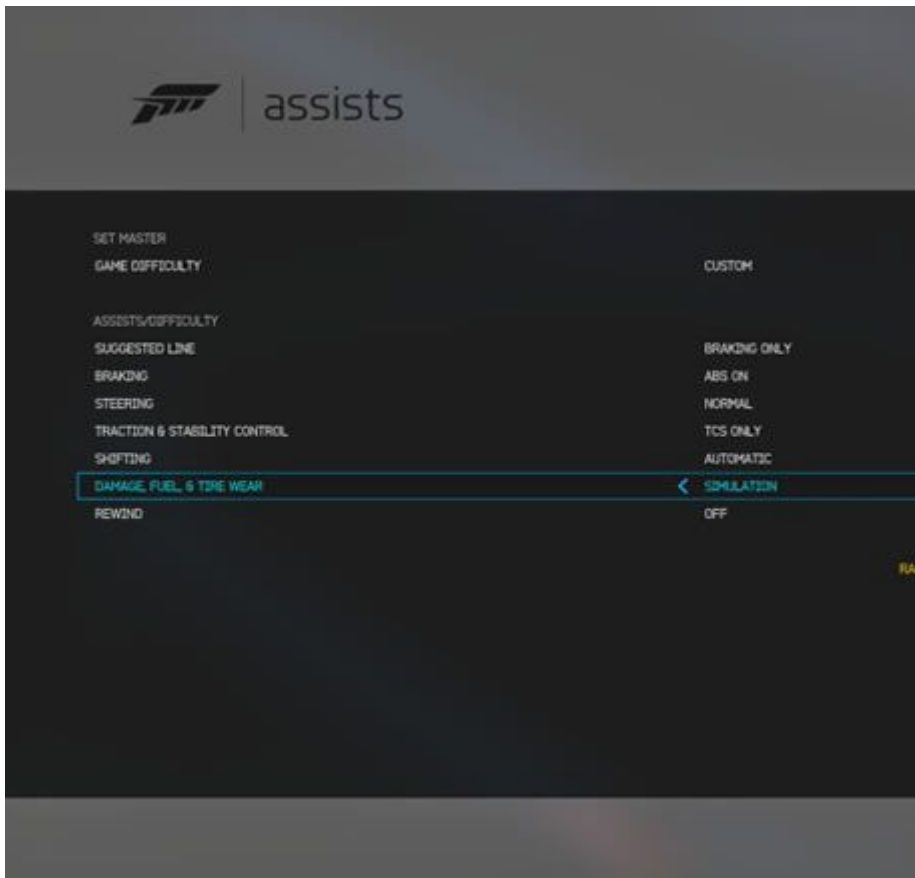 assists
SET MASTER
GAME DIFFICULTY CUSTOM
ASSISTS/DIFFICULTY
SUGGESTED LINE BRAKING ONLY
BRAKING ABS ON
STEERING NORMAL
TRACTION & STABILITY CONTROL TCS ONLY
SHIFTING AUTOMATIC
DAMAGE, FUEL, & TIRE WEAR SIMULATION
REWIND OFF